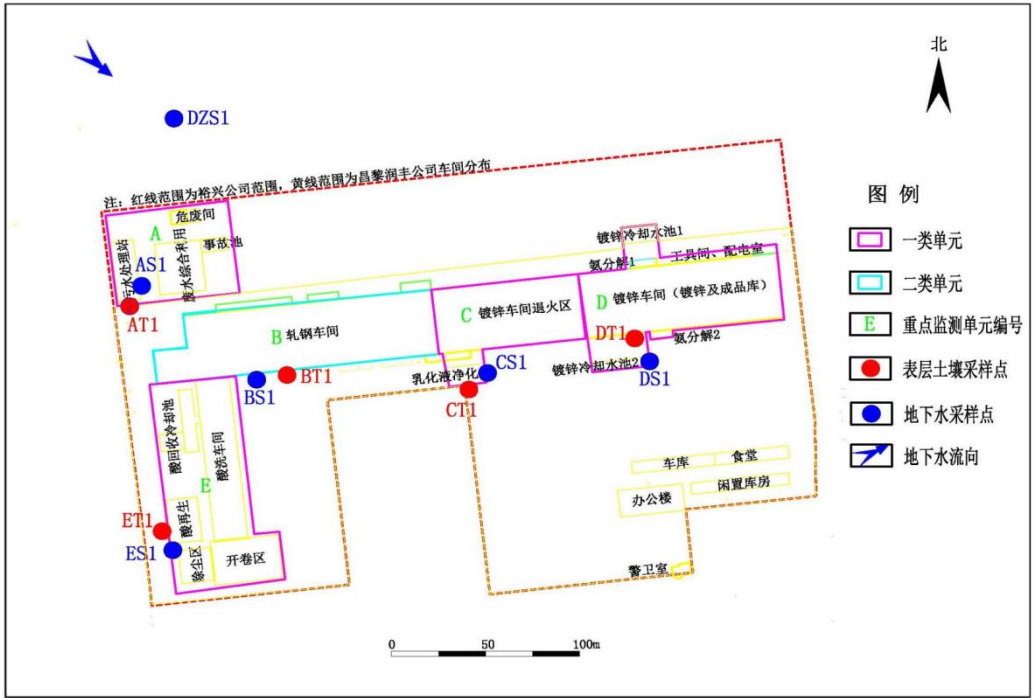 北
DZS1
注：红线范围为裕兴公司范围，黄线范围为昌黎润丰公司车间分布
危废间
A
事故池
废水综合利用
污水处理站
AS1
AT1
镀锌冷却水池1
氨分解1
工具间、配电室
D
镀锌车间（镀锌及成品库）
C
镀锌车间退火区
B
轧钢车间
DT1
氨分解2
镀锌冷却水池2
DS1
乳化液净化
CS1
CT1
BT1
BS1
酸回收冷却池
酸洗车间
E
酸再生
ET1
ES1
除尘区
开卷区
车库
食堂
闲置库房
办公楼
警卫室
0 50 100m
图 例
一类单元
二类单元
E 重点监测单元编号
表层土壤采样点
地下水采样点
地下水流向